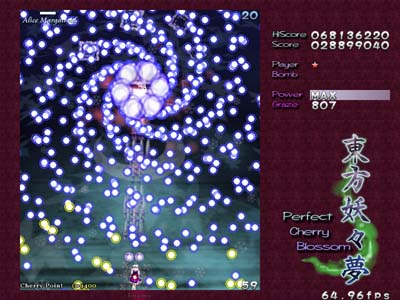 Alice Margatroid
20
HiScore 068136220
Score 028899040
Player
Bomb
Power MAX
Graze 807
東方妖々夢
Perfect
Cherry
Blossom
Cherry Point
59
64.96fps